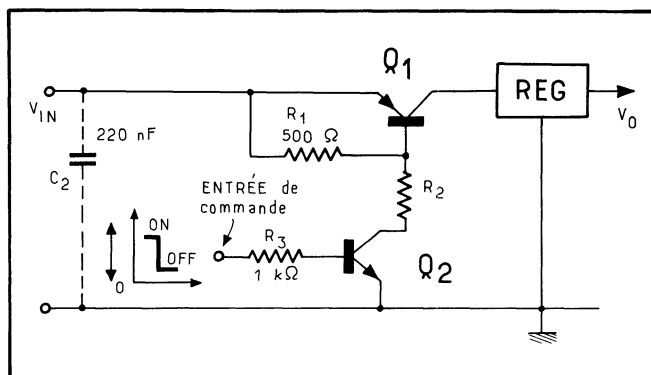 Q₁
REG
V_IN
V₀
R₁
500 Ω
220 nF
C₂
ENTRÉE de
commande
R₂
ON
OFF
0
R₃
1 kΩ
Q₂